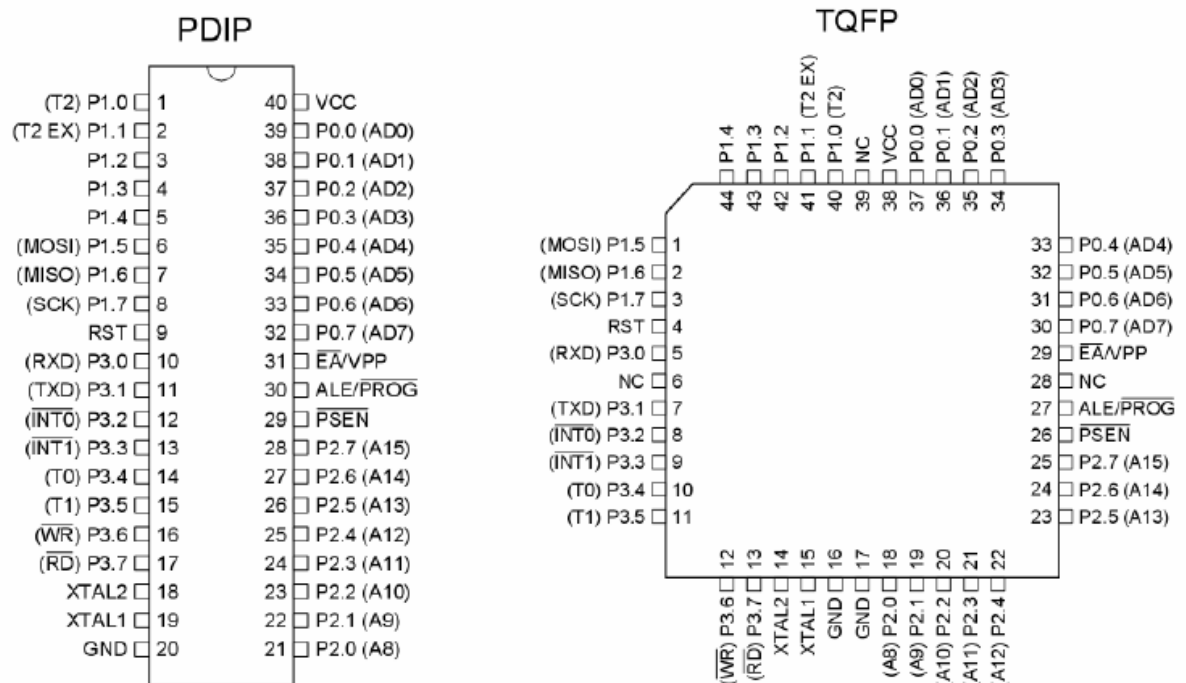 PDIP
(T2) P1.0 1 40 VCC
(T2 EX) P1.1 2 39 P0.0 (AD0)
P1.2 3 38 P0.1 (AD1)
P1.3 4 37 P0.2 (AD2)
P1.4 5 36 P0.3 (AD3)
(MOSI) P1.5 6 35 P0.4 (AD4)
(MISO) P1.6 7 34 P0.5 (AD5)
(SCK) P1.7 8 33 P0.6 (AD6)
RST 9 32 P0.7 (AD7)
(RXD) P3.0 10 31 E̅A̅/VPP
(TXD) P3.1 11 30 ALE/P̅R̅O̅G̅
(I̅N̅T̅0̅) P3.2 12 29 P̅S̅E̅N̅
(I̅N̅T̅1̅) P3.3 13 28 P2.7 (A15)
(T0) P3.4 14 27 P2.6 (A14)
(T1) P3.5 15 26 P2.5 (A13)
(W̅R̅) P3.6 16 25 P2.4 (A12)
(R̅D̅) P3.7 17 24 P2.3 (A11)
XTAL2 18 23 P2.2 (A10)
XTAL1 19 22 P2.1 (A9)
GND 20 21 P2.0 (A8)
TQFP
44 P1.4
43 P1.3
42 P1.2
41 P1.1 (T2 EX)
40 P1.0 (T2)
39 NC
38 VCC
37 P0.0 (AD0)
36 P0.1 (AD1)
35 P0.2 (AD2)
34 P0.3 (AD3)
(MOSI) P1.5 1 33 P0.4 (AD4)
(MISO) P1.6 2 32 P0.5 (AD5)
(SCK) P1.7 3 31 P0.6 (AD6)
RST 4 30 P0.7 (AD7)
(RXD) P3.0 5 29 E̅A̅/VPP
NC 6 28 NC
(TXD) P3.1 7 27 ALE/P̅R̅O̅G̅
(I̅N̅T̅0̅) P3.2 8 26 P̅S̅E̅N̅
(I̅N̅T̅1̅) P3.3 9 25 P2.7 (A15)
(T0) P3.4 10 24 P2.6 (A14)
(T1) P3.5 11 23 P2.5 (A13)
(W̅R̅) P3.6 12
(R̅D̅) P3.7 13
XTAL2 14
XTAL1 15
GND 16
GND 17
(A8) P2.0 18
(A9) P2.1 19
(A10) P2.2 20
(A11) P2.3 21
(A12) P2.4 22